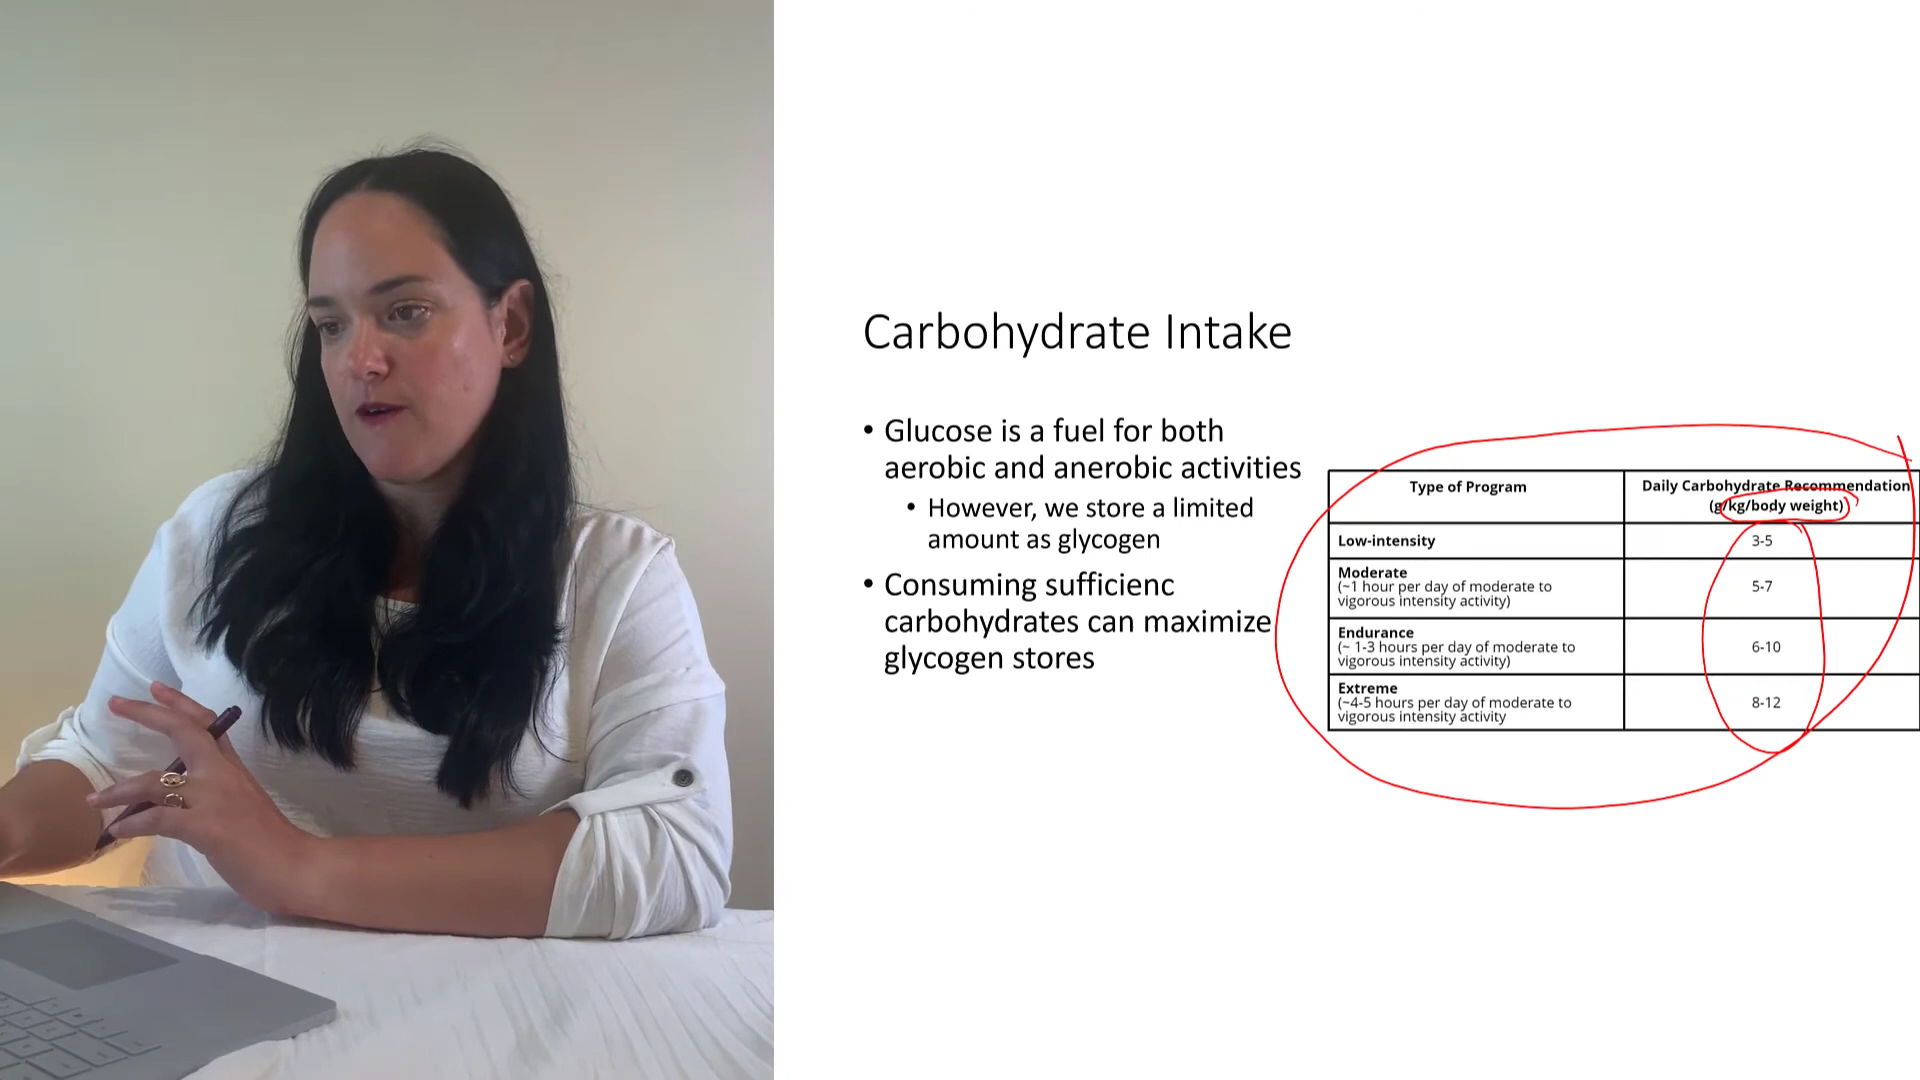 Carbohydrate Intake
• Glucose is a fuel for both
aerobic and anerobic activities
• However, we store a limited
amount as glycogen
• Consuming sufficienc
carbohydrates can maximize
glycogen stores
Type of Program
Daily Carbohydrate Recommendation
(g/kg/body weight)
Low-intensity
3-5
Moderate
(~1 hour per day of moderate to
vigorous intensity activity)
5-7
Endurance
(~ 1-3 hours per day of moderate to
vigorous intensity activity)
6-10
Extreme
(~4-5 hours per day of moderate to
vigorous intensity activity
8-12